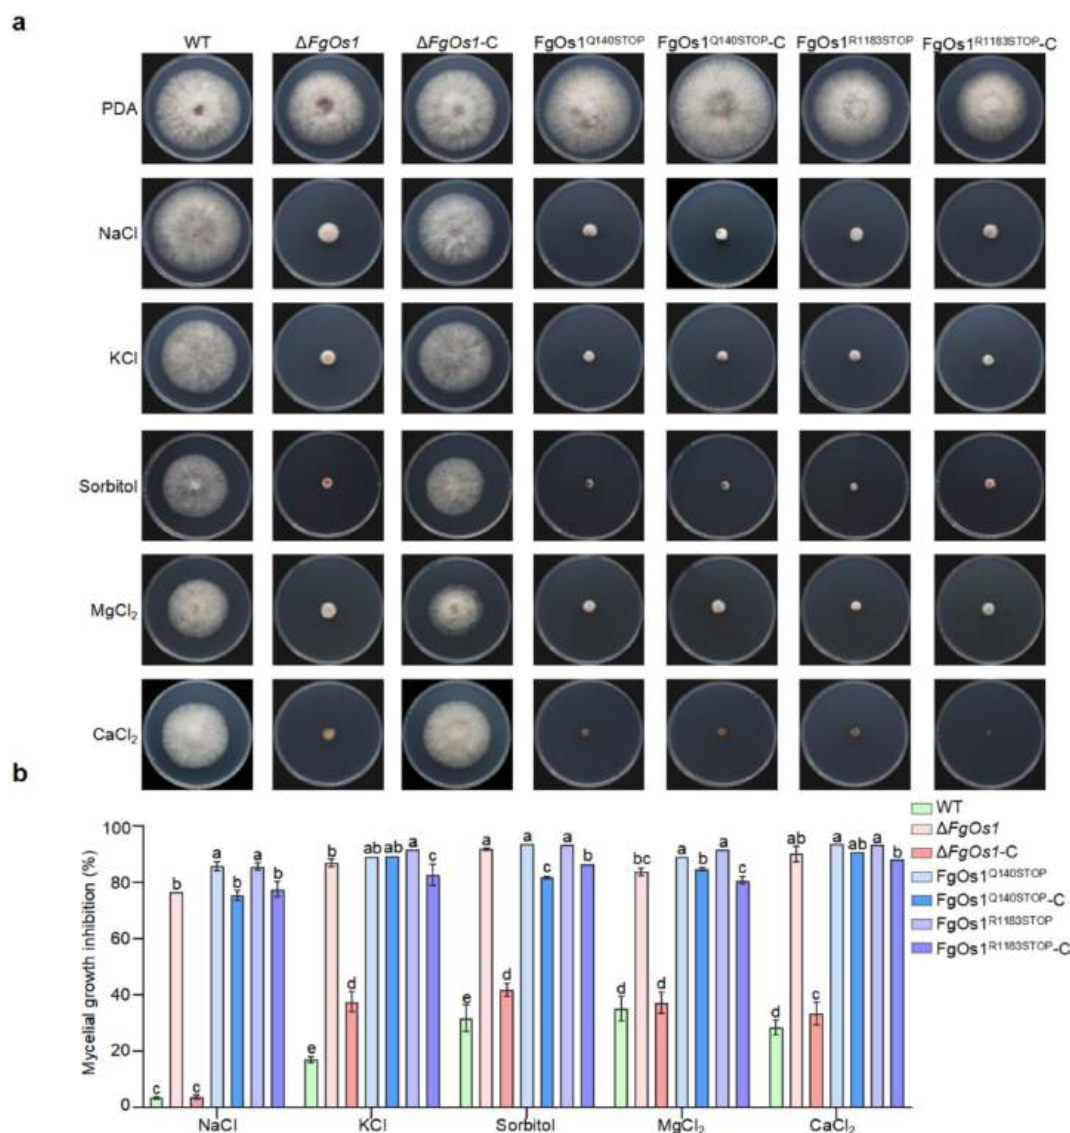 a
WT ΔFgOs1 ΔFgOs1-C FgOs1Q140STOP FgOs1Q140STOP-C FgOs1R1183STOP FgOs1R1183STOP-C
PDA
NaCl
KCl
Sorbitol
MgCl₂
CaCl₂
b
WT
ΔFgOs1
ΔFgOs1-C
FgOs1Q140STOP
FgOs1Q140STOP-C
FgOs1R1183STOP
FgOs1R1183STOP-C
Mycelial growth inhibition (%)
100
80
60
40
20
0
c b c a b a b
e b d ab ab a c
e a d a c a b
d bc d a b a c
d ab c a ab a b
NaCl KCl Sorbitol MgCl₂ CaCl₂